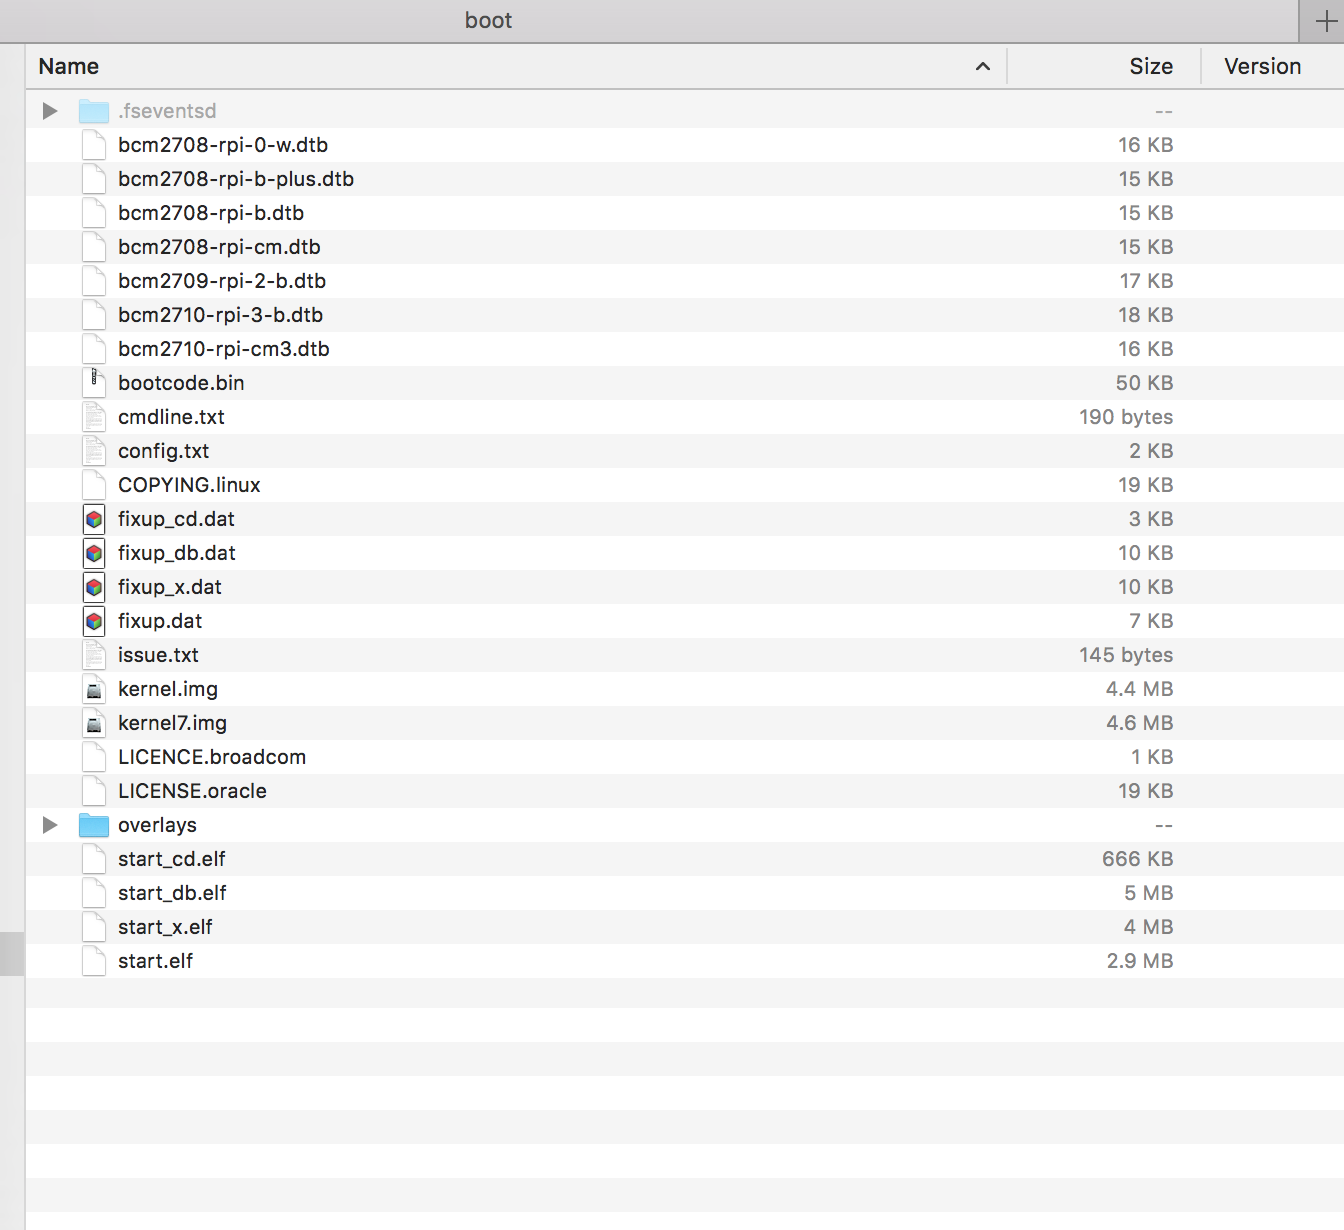 boot
Name Size Version
.fseventsd --
bcm2708-rpi-0-w.dtb 16 KB
bcm2708-rpi-b-plus.dtb 15 KB
bcm2708-rpi-b.dtb 15 KB
bcm2708-rpi-cm.dtb 15 KB
bcm2709-rpi-2-b.dtb 17 KB
bcm2710-rpi-3-b.dtb 18 KB
bcm2710-rpi-cm3.dtb 16 KB
bootcode.bin 50 KB
cmdline.txt 190 bytes
config.txt 2 KB
COPYING.linux 19 KB
fixup_cd.dat 3 KB
fixup_db.dat 10 KB
fixup_x.dat 10 KB
fixup.dat 7 KB
issue.txt 145 bytes
kernel.img 4.4 MB
kernel7.img 4.6 MB
LICENCE.broadcom 1 KB
LICENSE.oracle 19 KB
overlays --
start_cd.elf 666 KB
start_db.elf 5 MB
start_x.elf 4 MB
start.elf 2.9 MB